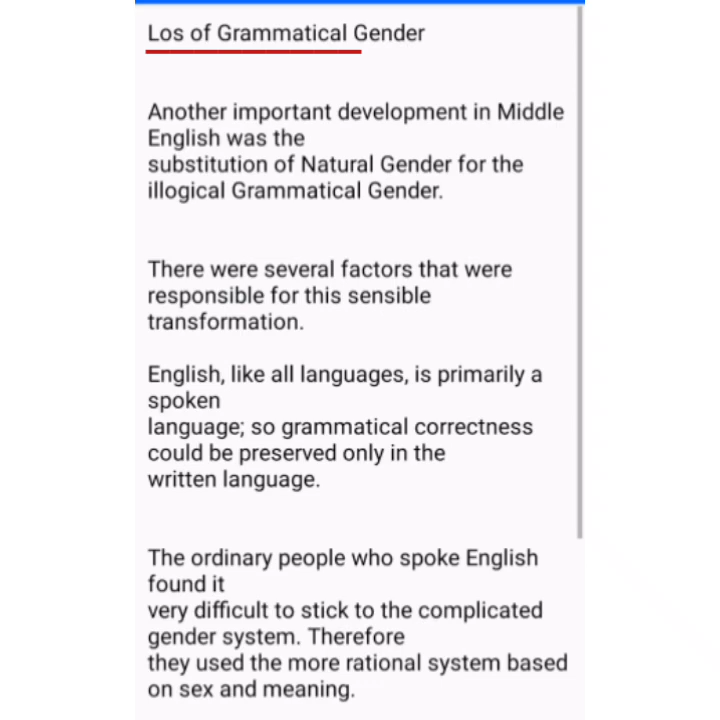 Los of Grammatical Gender
Another important development in Middle
English was the
substitution of Natural Gender for the
illogical Grammatical Gender.
There were several factors that were
responsible for this sensible
transformation.
English, like all languages, is primarily a
spoken
language; so grammatical correctness
could be preserved only in the
written language.
The ordinary people who spoke English
found it
very difficult to stick to the complicated
gender system. Therefore
they used the more rational system based
on sex and meaning.